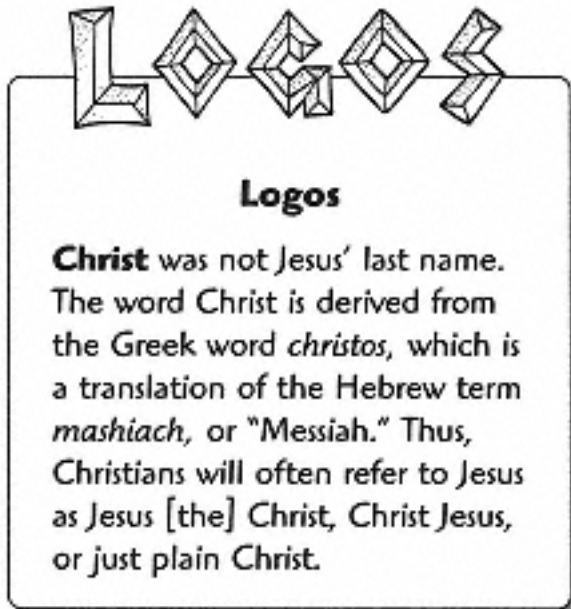 LOGOS
Logos
Christ was not Jesus' last name.
The word Christ is derived from
the Greek word christos, which is
a translation of the Hebrew term
mashiach, or "Messiah." Thus,
Christians will often refer to Jesus
as Jesus [the] Christ, Christ Jesus,
or just plain Christ.